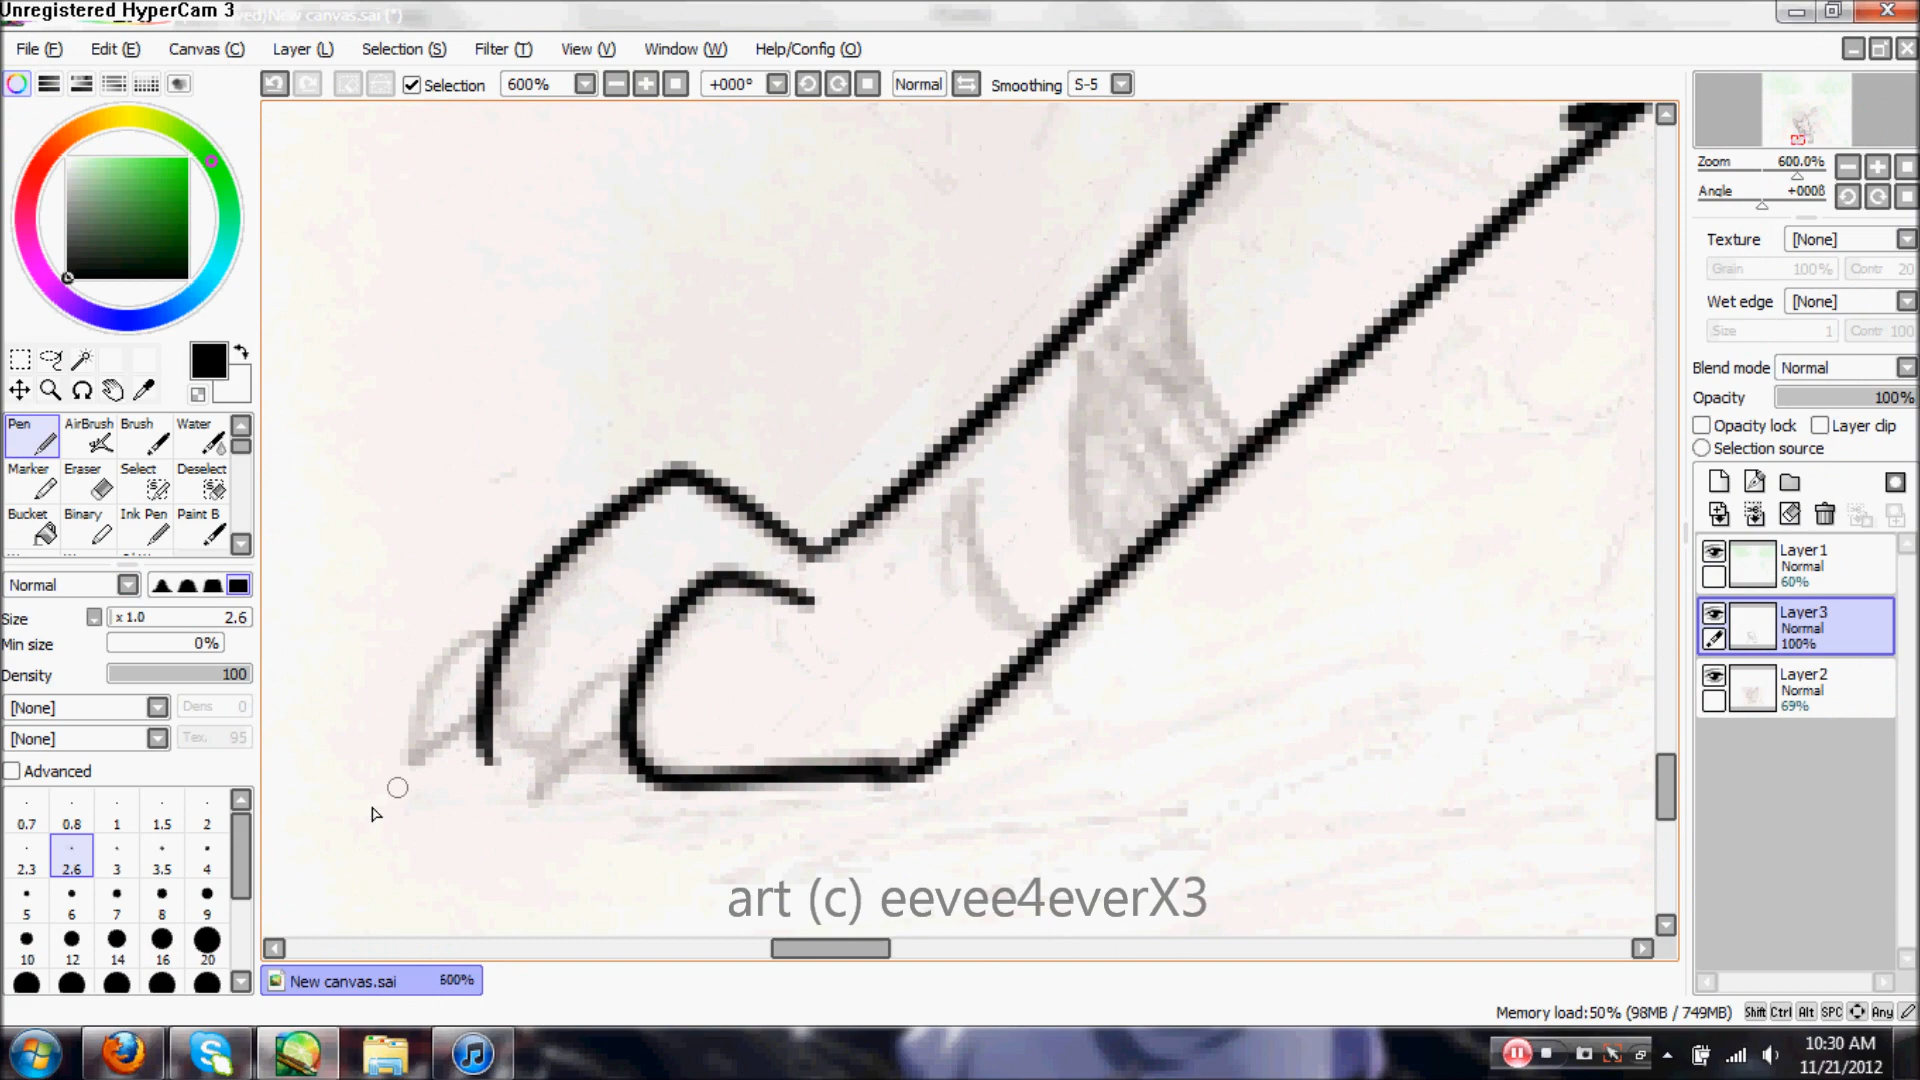 Unregistered HyperCam 3
)New canvas.sai (*)
File (F) Edit (E) Canvas (C) Layer (L) Selection (S) Filter (T) View (V) Window (W) Help/Config (O)
Selection 600% +000° Normal Smoothing S-5
Zoom 600.0%
Angle +000ß
Texture [None]
Grain 100% Contr 20
Wet edge [None]
Size 1 Contr 100
Blend mode Normal
Opacity 100%
Opacity lock Layer clip
Selection source
Pen AirBrush Brush Water
Marker Eraser Select Deselect
Bucket Binary Ink Pen Paint B
Normal
Size x 1.0 2.6
Min size 0%
Density 100
[None] Dens 0
[None] Tex. 95
Advanced
0.7 0.8 1 1.5 2
2.3 2.6 3 3.5 4
5 6 7 8 9
10 12 14 16 20
Layer1
Normal
60%
Layer3
Normal
100%
Layer2
Normal
69%
art (c) eevee4everX3
New canvas.sai 600%
Memory load:50% (98MB / 749MB) Shift Ctrl Alt SPC Any
10:30 AM
11/21/2012